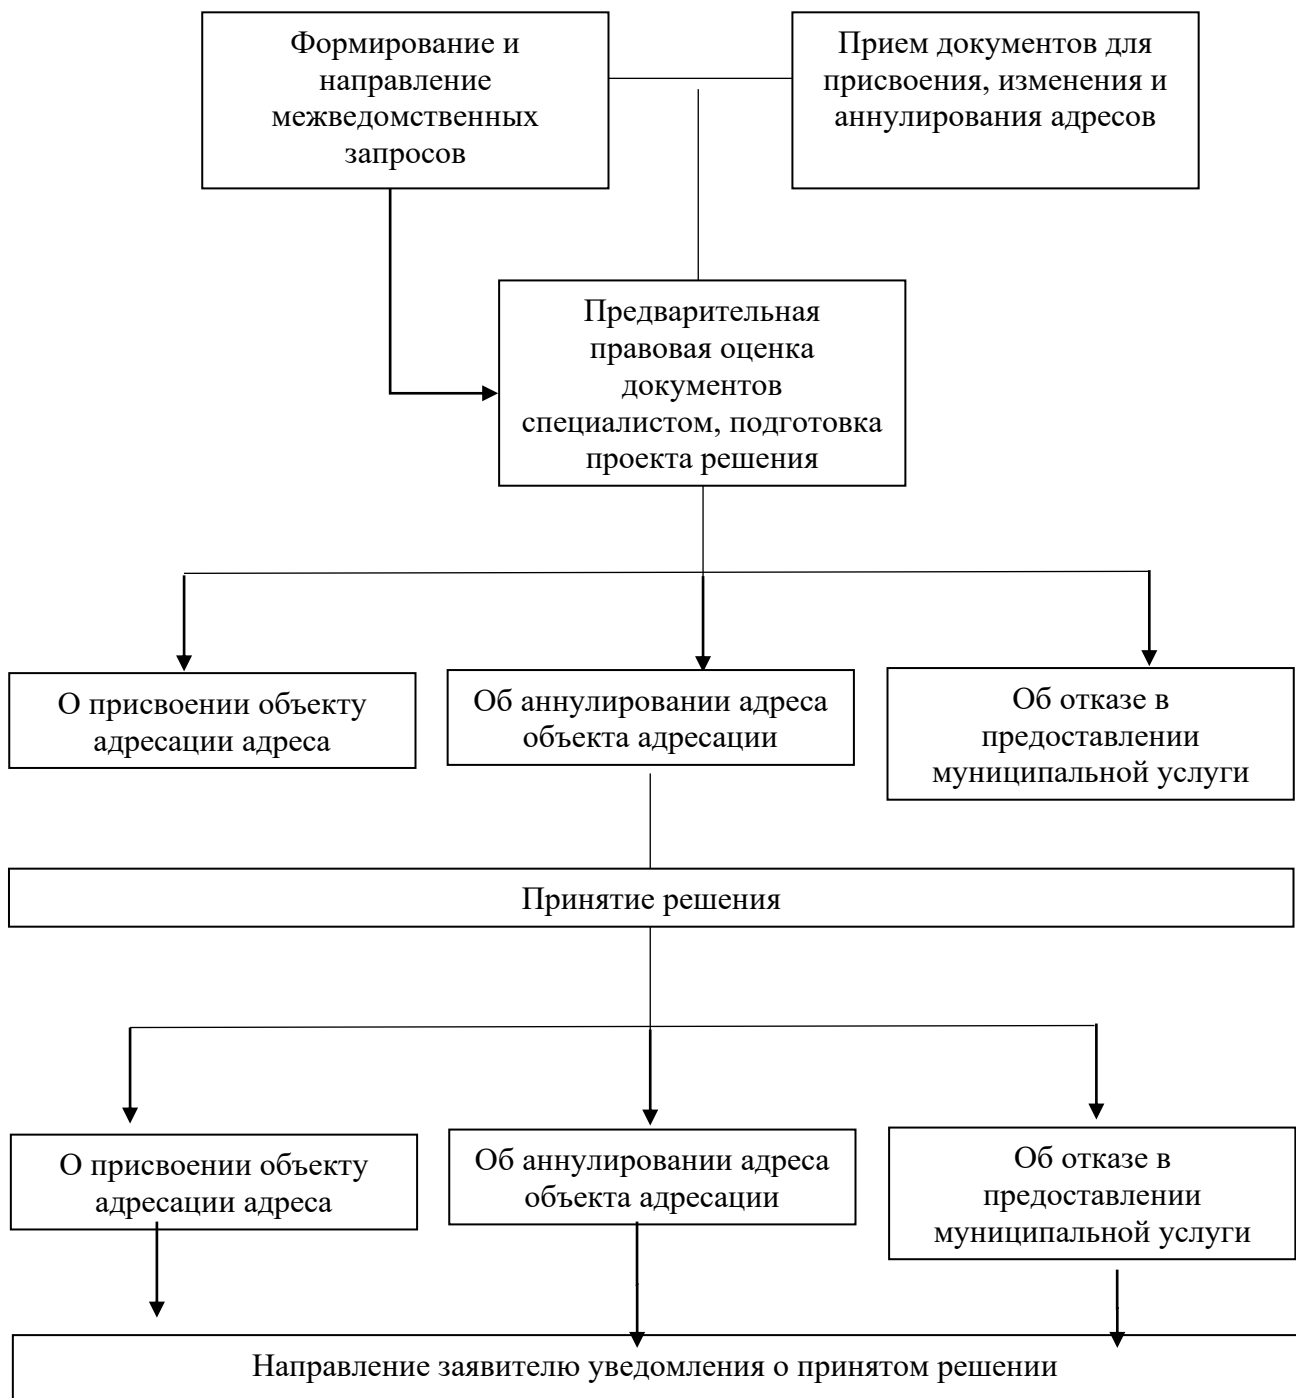 Формирование и
направление
межведомственных
запросов
Прием документов для
присвоения, изменения и
аннулирования адресов
Предварительная
правовая оценка
документов
специалистом, подготовка
проекта решения
О присвоении объекту
адресации адреса
Об аннулировании адреса
объекта адресации
Об отказе в
предоставлении
муниципальной услуги
Принятие решения
О присвоении объекту
адресации адреса
Об аннулировании адреса
объекта адресации
Об отказе в
предоставлении
муниципальной услуги
Направление заявителю уведомления о принятом решении